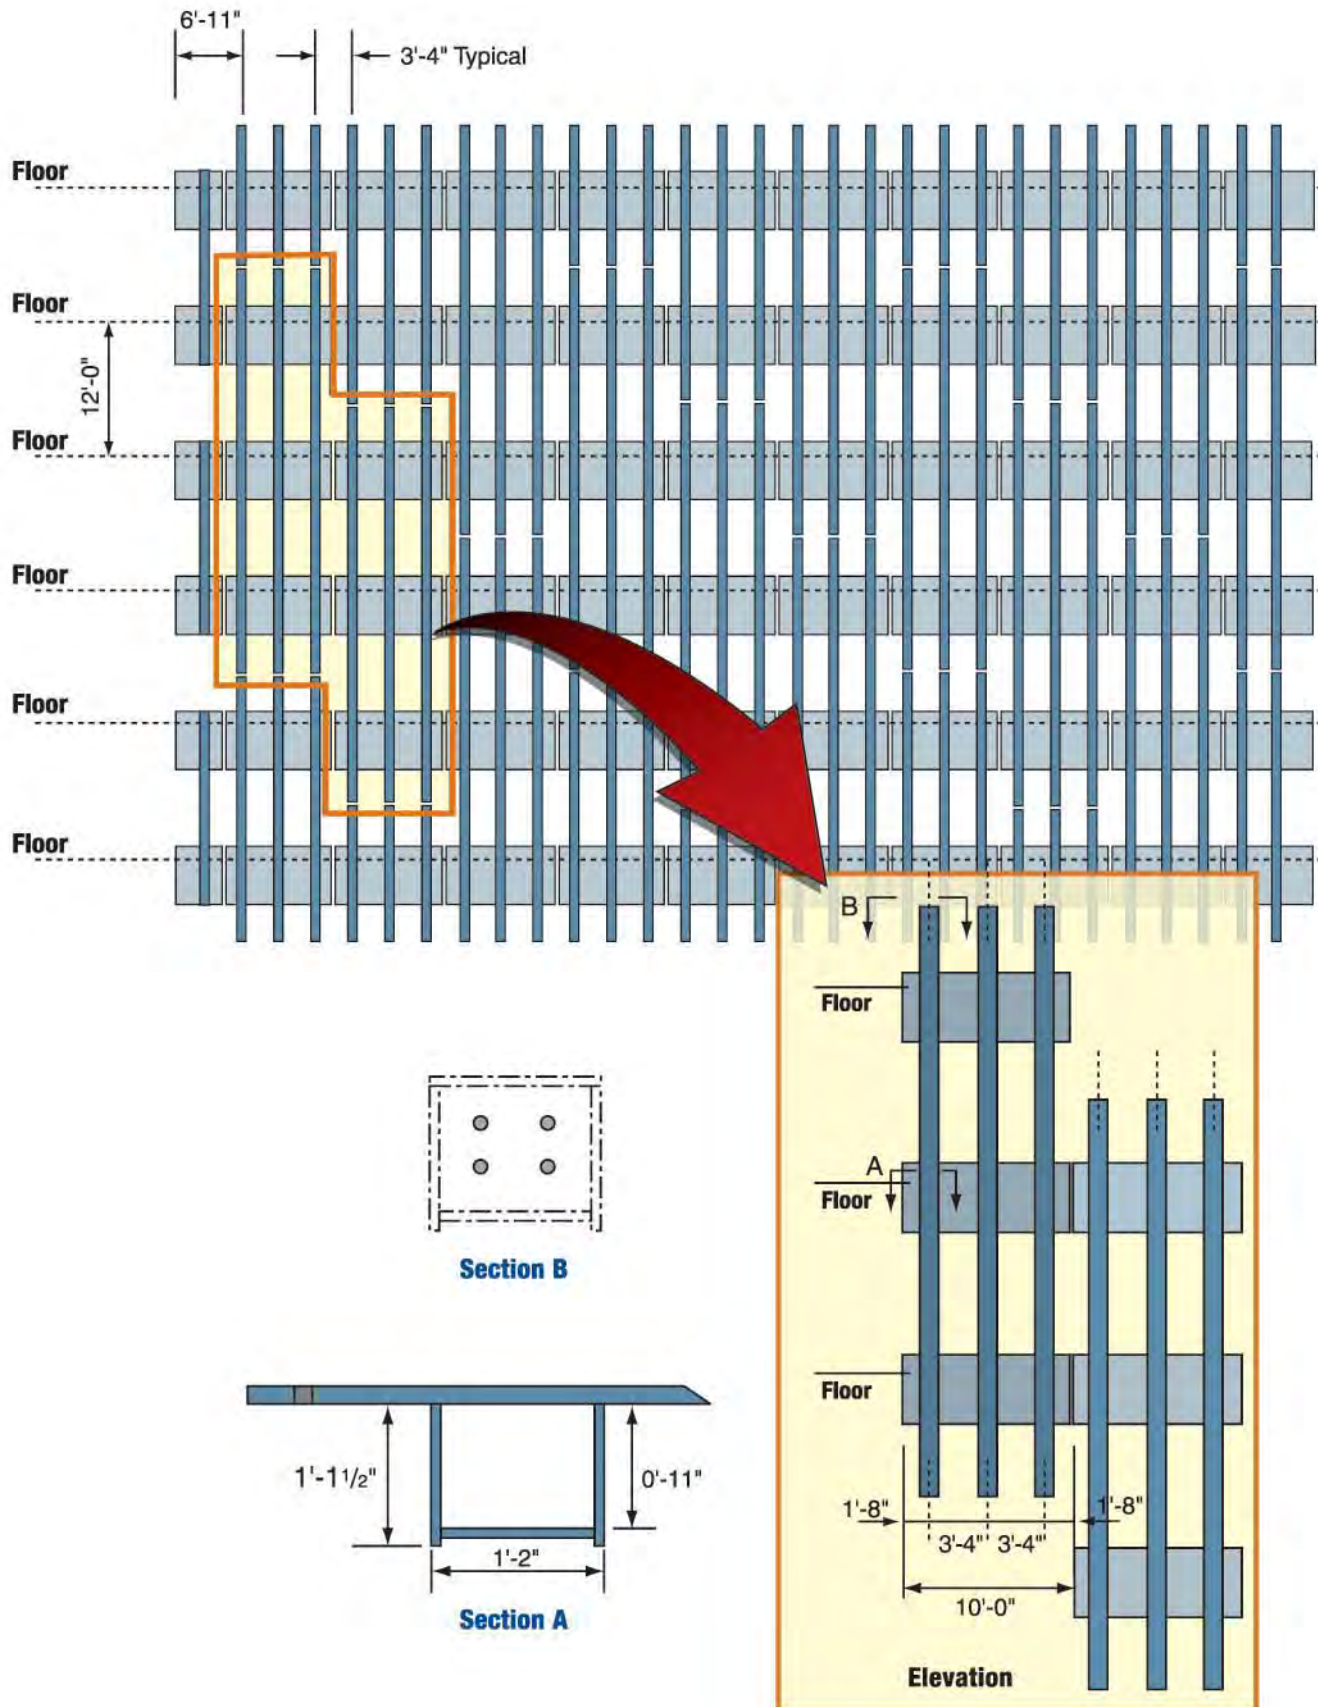 6'-11"
3'-4" Typical
Floor
Floor
12'-0"
Floor
Floor
Floor
Floor
B
Floor
A
Floor
Section B
Floor
1'-1 1/2"
0'-11"
1'-2"
Section A
1'-8"
1'-8"
3'-4" 3'-4"
10'-0"
Elevation